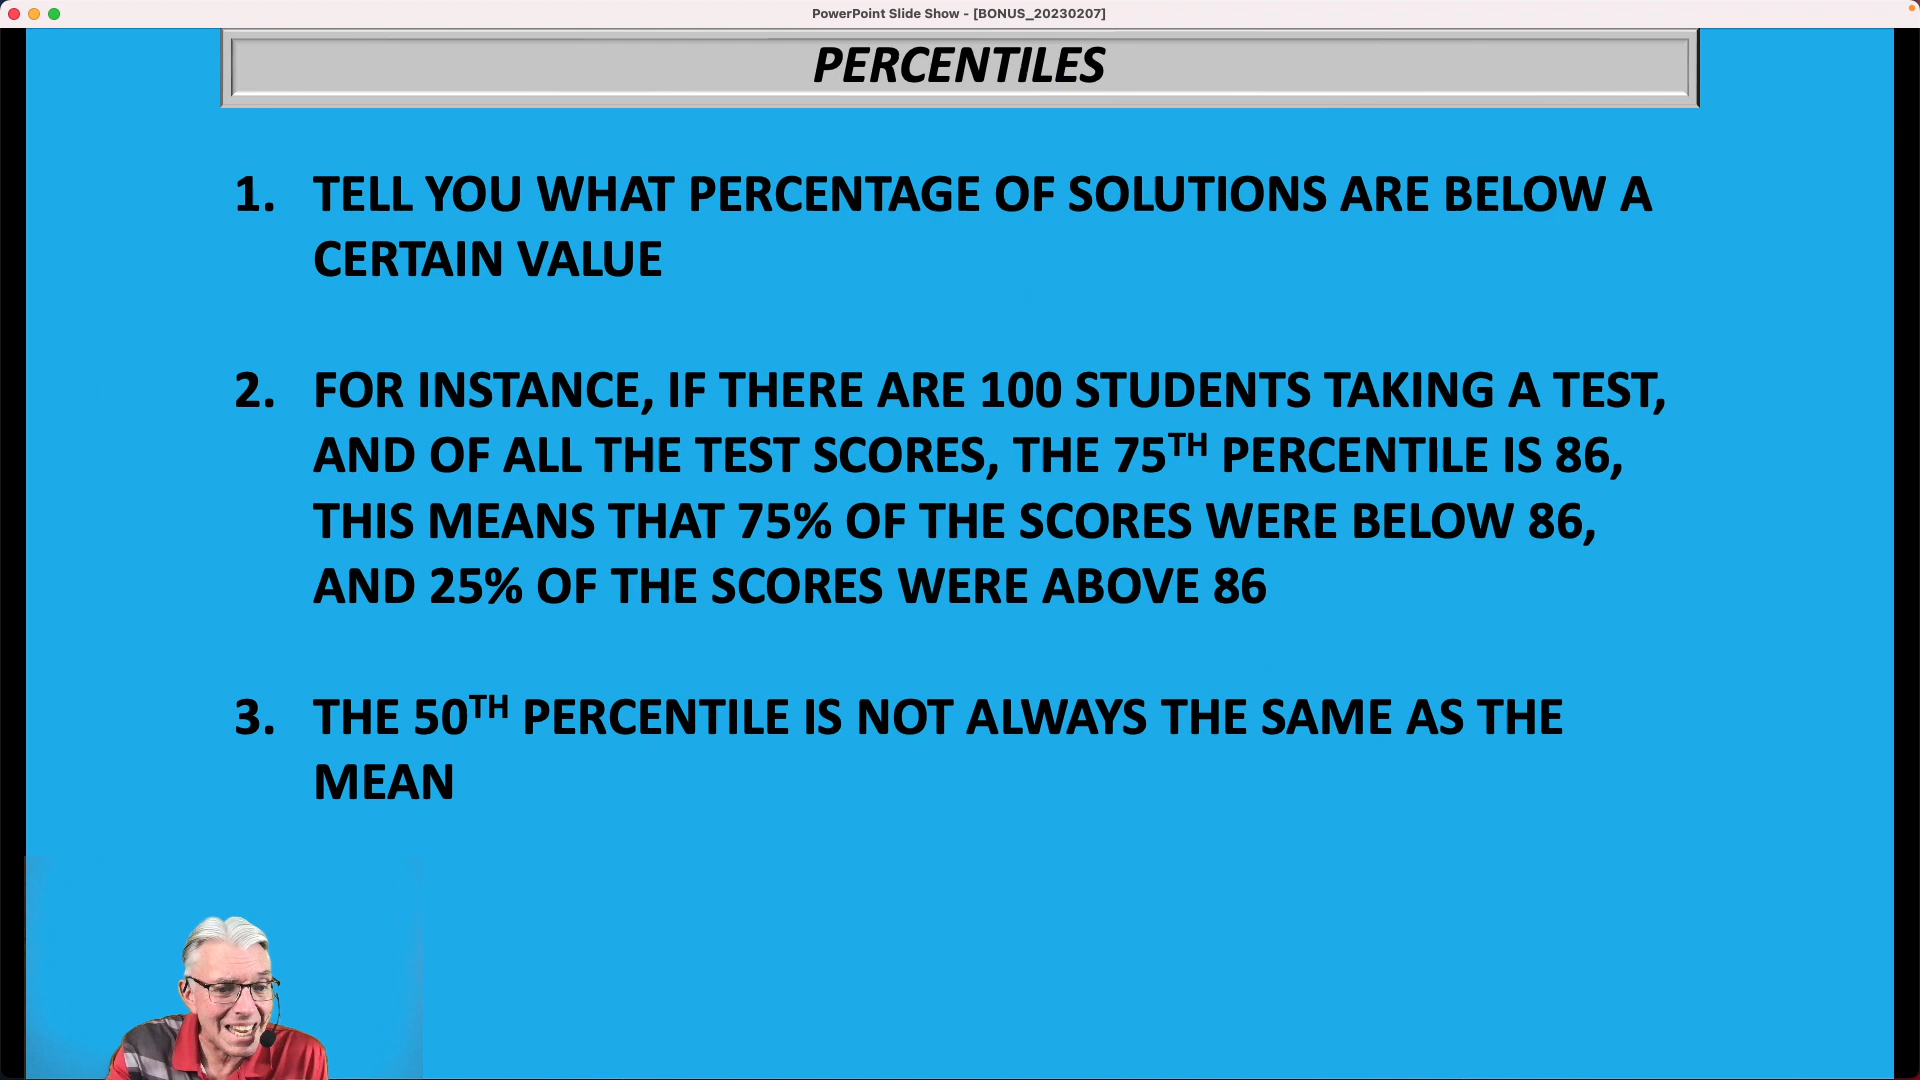 PowerPoint Slide Show - [BONUS_20230207]
PERCENTILES
1. TELL YOU WHAT PERCENTAGE OF SOLUTIONS ARE BELOW A
CERTAIN VALUE
2. FOR INSTANCE, IF THERE ARE 100 STUDENTS TAKING A TEST,
AND OF ALL THE TEST SCORES, THE 75TH PERCENTILE IS 86,
THIS MEANS THAT 75% OF THE SCORES WERE BELOW 86,
AND 25% OF THE SCORES WERE ABOVE 86
3. THE 50TH PERCENTILE IS NOT ALWAYS THE SAME AS THE
MEAN